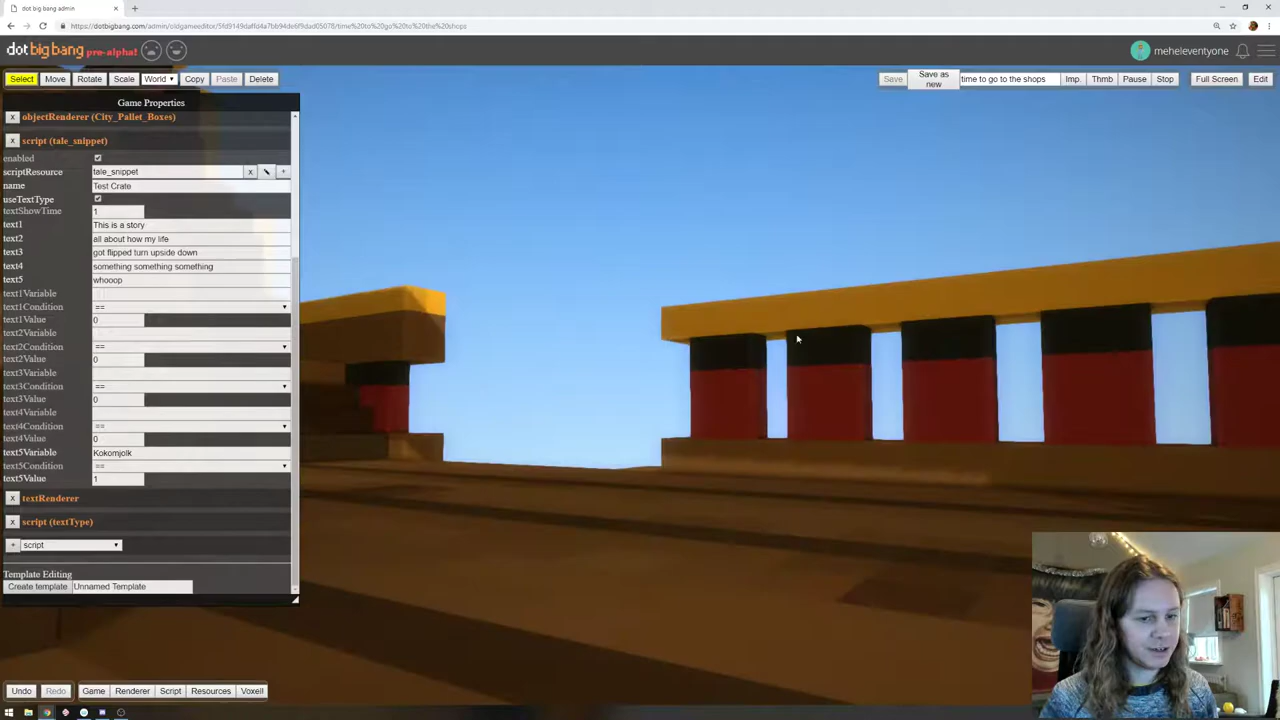 dot big bang admin
https://dotbigbang.com/admin/oldgameeditor/5fd9149daffd4a7bb94de6f9dad05078/time%20to%20go%20to%20the%20shops
dot big bang pre-alpha!
meheleventyone
Select Move Rotate Scale World Copy Paste Delete
Save Save as new time to go to the shops Imp. Thmb Pause Stop Full Screen Edit
Game Properties
x objectRenderer (City_Pallet_Boxes)
x script (tale_snippet)
enabled
scriptResource tale_snippet x +
name Test Crate
useTextType
textShowTime 1
text1 This is a story
text2 all about how my life
text3 got flipped turn upside down
text4 something something something
text5 whooop
text1Variable
text1Condition ==
text1Value 0
text2Variable
text2Condition ==
text2Value 0
text3Variable
text3Condition ==
text3Value 0
text4Variable
text4Condition ==
text4Value 0
text5Variable Kokomjolk
text5Condition ==
text5Value 1
x textRenderer
x script (textType)
+ script
Template Editing
Create template Unnamed Template
Undo Redo Game Renderer Script Resources Voxell